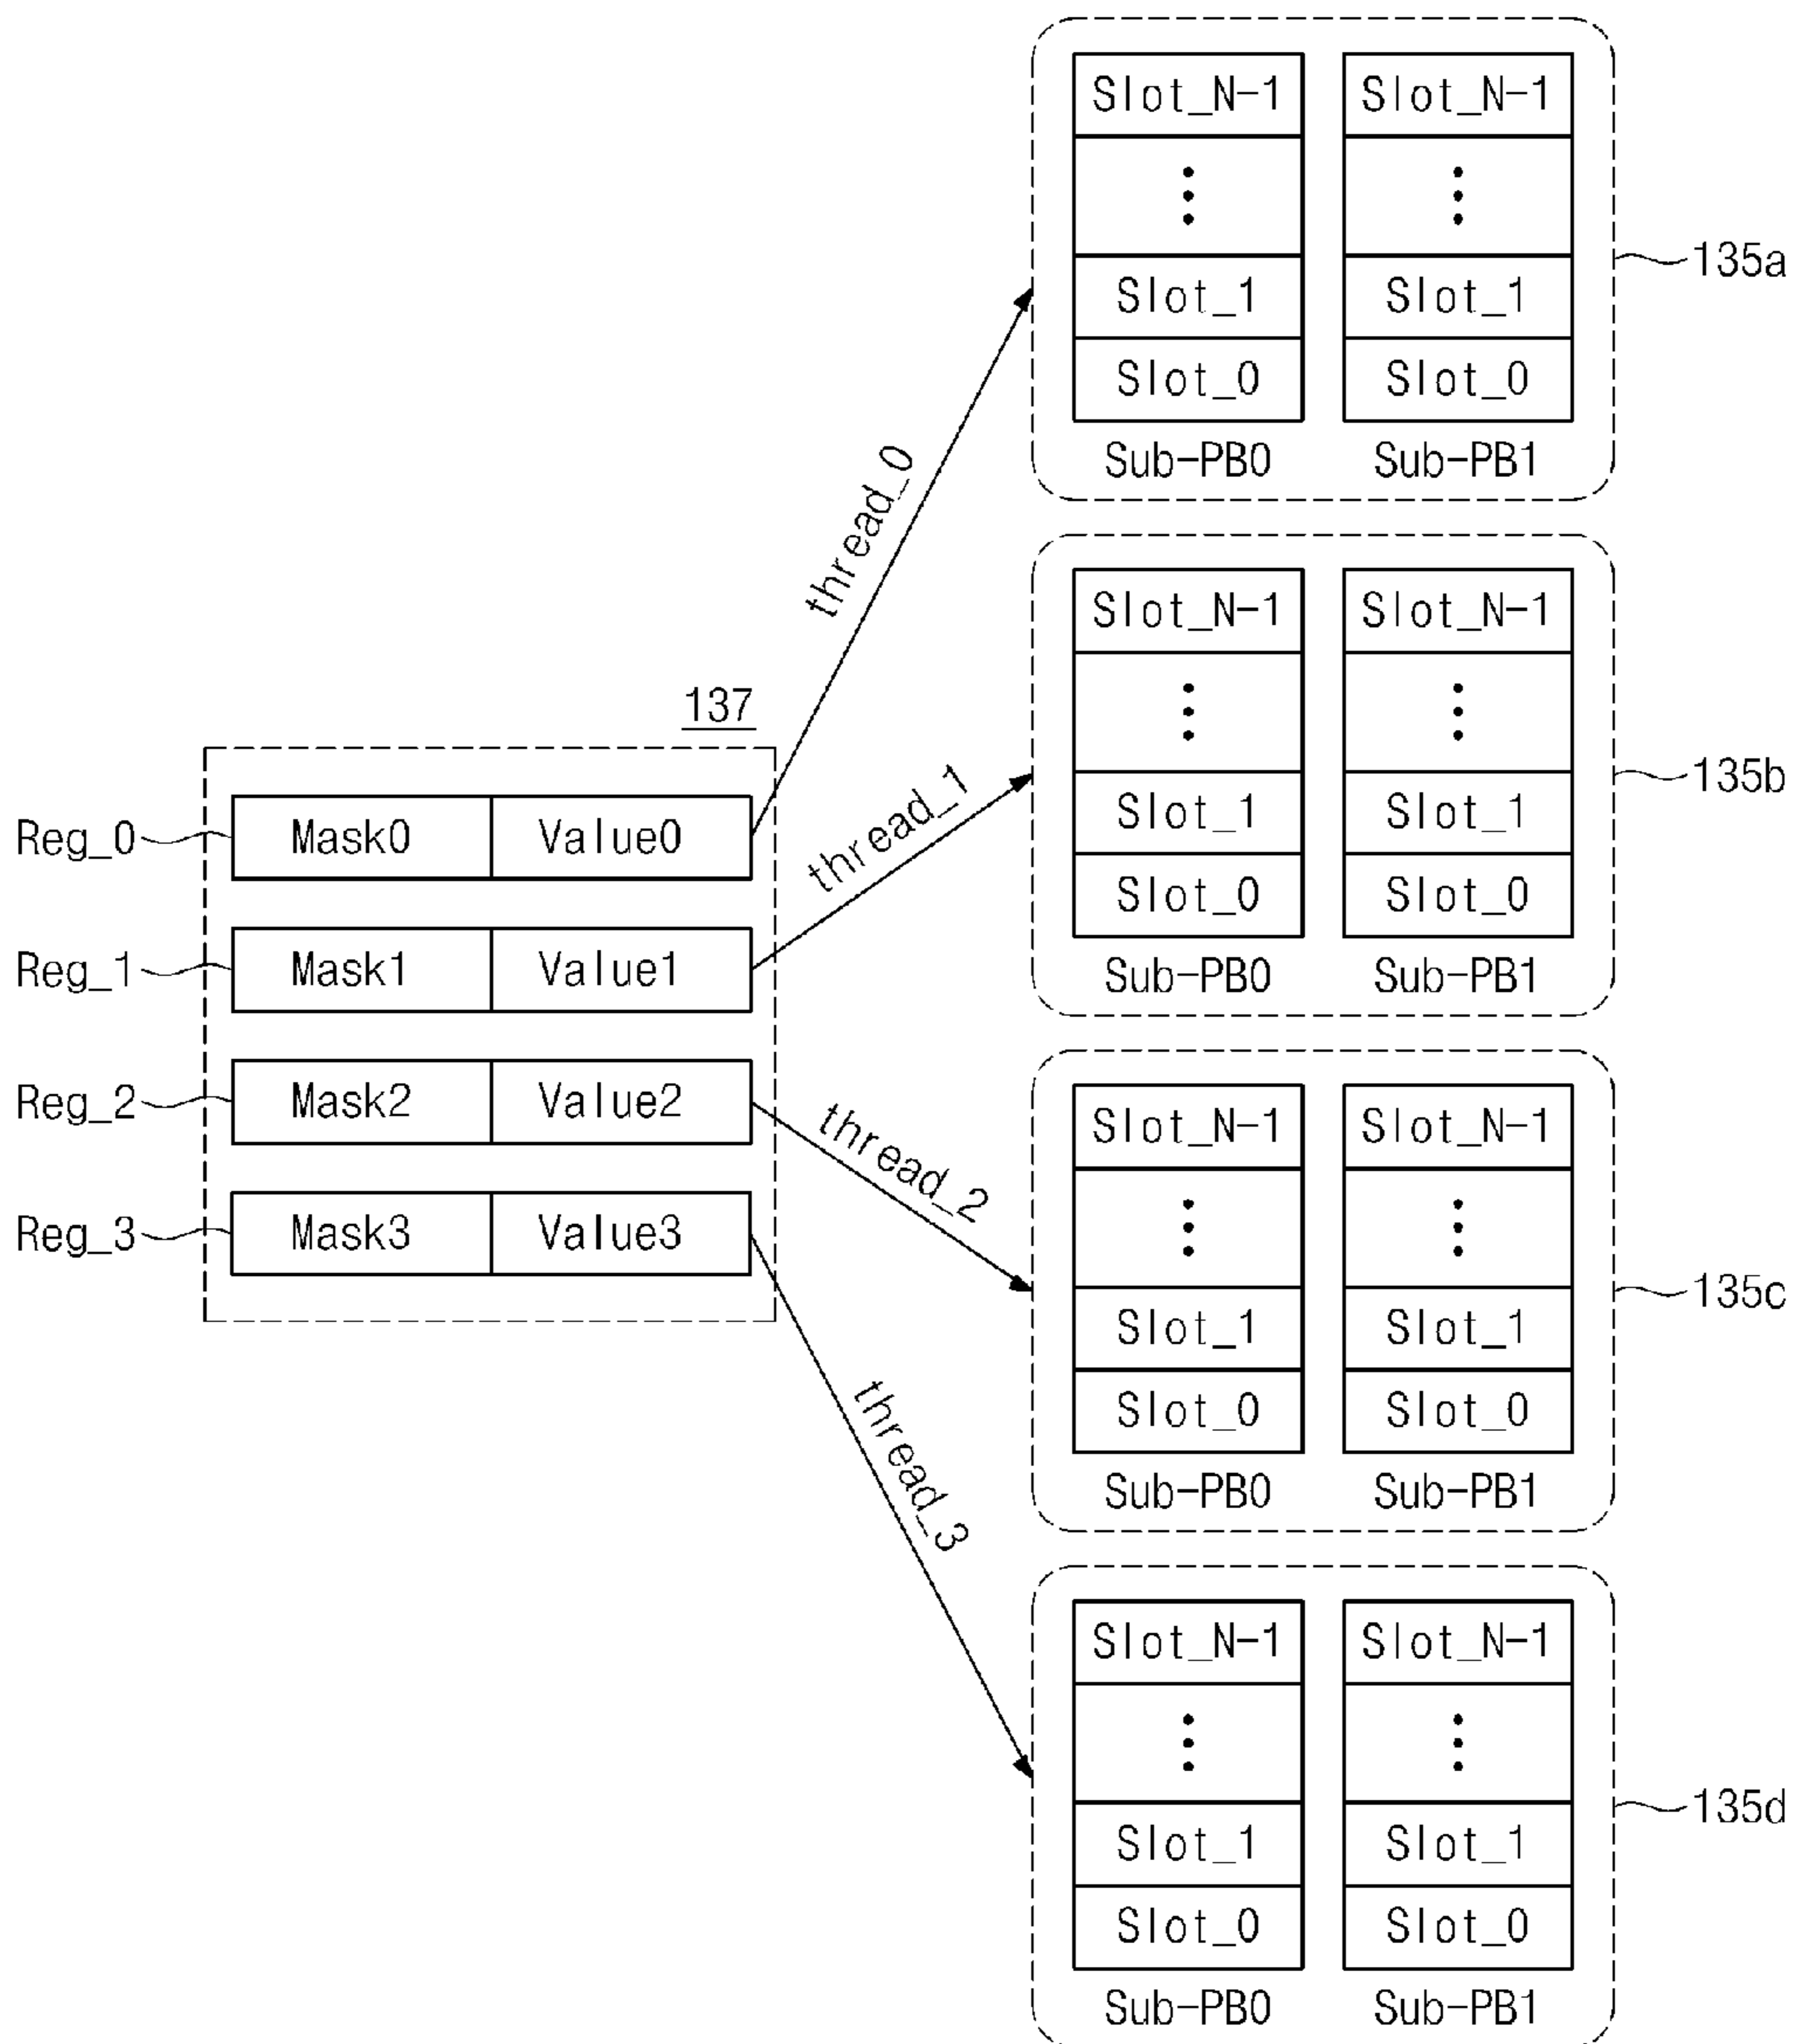 Slot_N-1 Slot_N-1
Slot_1 Slot_1
Slot_0 Slot_0
Sub-PB0 Sub-PB1
135a
thread_0
Slot_N-1 Slot_N-1
Slot_1 Slot_1
Slot_0 Slot_0
Sub-PB0 Sub-PB1
135b
thread_1
137
Reg_0 Mask0 Value0
Reg_1 Mask1 Value1
Reg_2 Mask2 Value2
Reg_3 Mask3 Value3
thread_2
Slot_N-1 Slot_N-1
Slot_1 Slot_1
Slot_0 Slot_0
Sub-PB0 Sub-PB1
135c
thread_3
Slot_N-1 Slot_N-1
Slot_1 Slot_1
Slot_0 Slot_0
Sub-PB0 Sub-PB1
135d